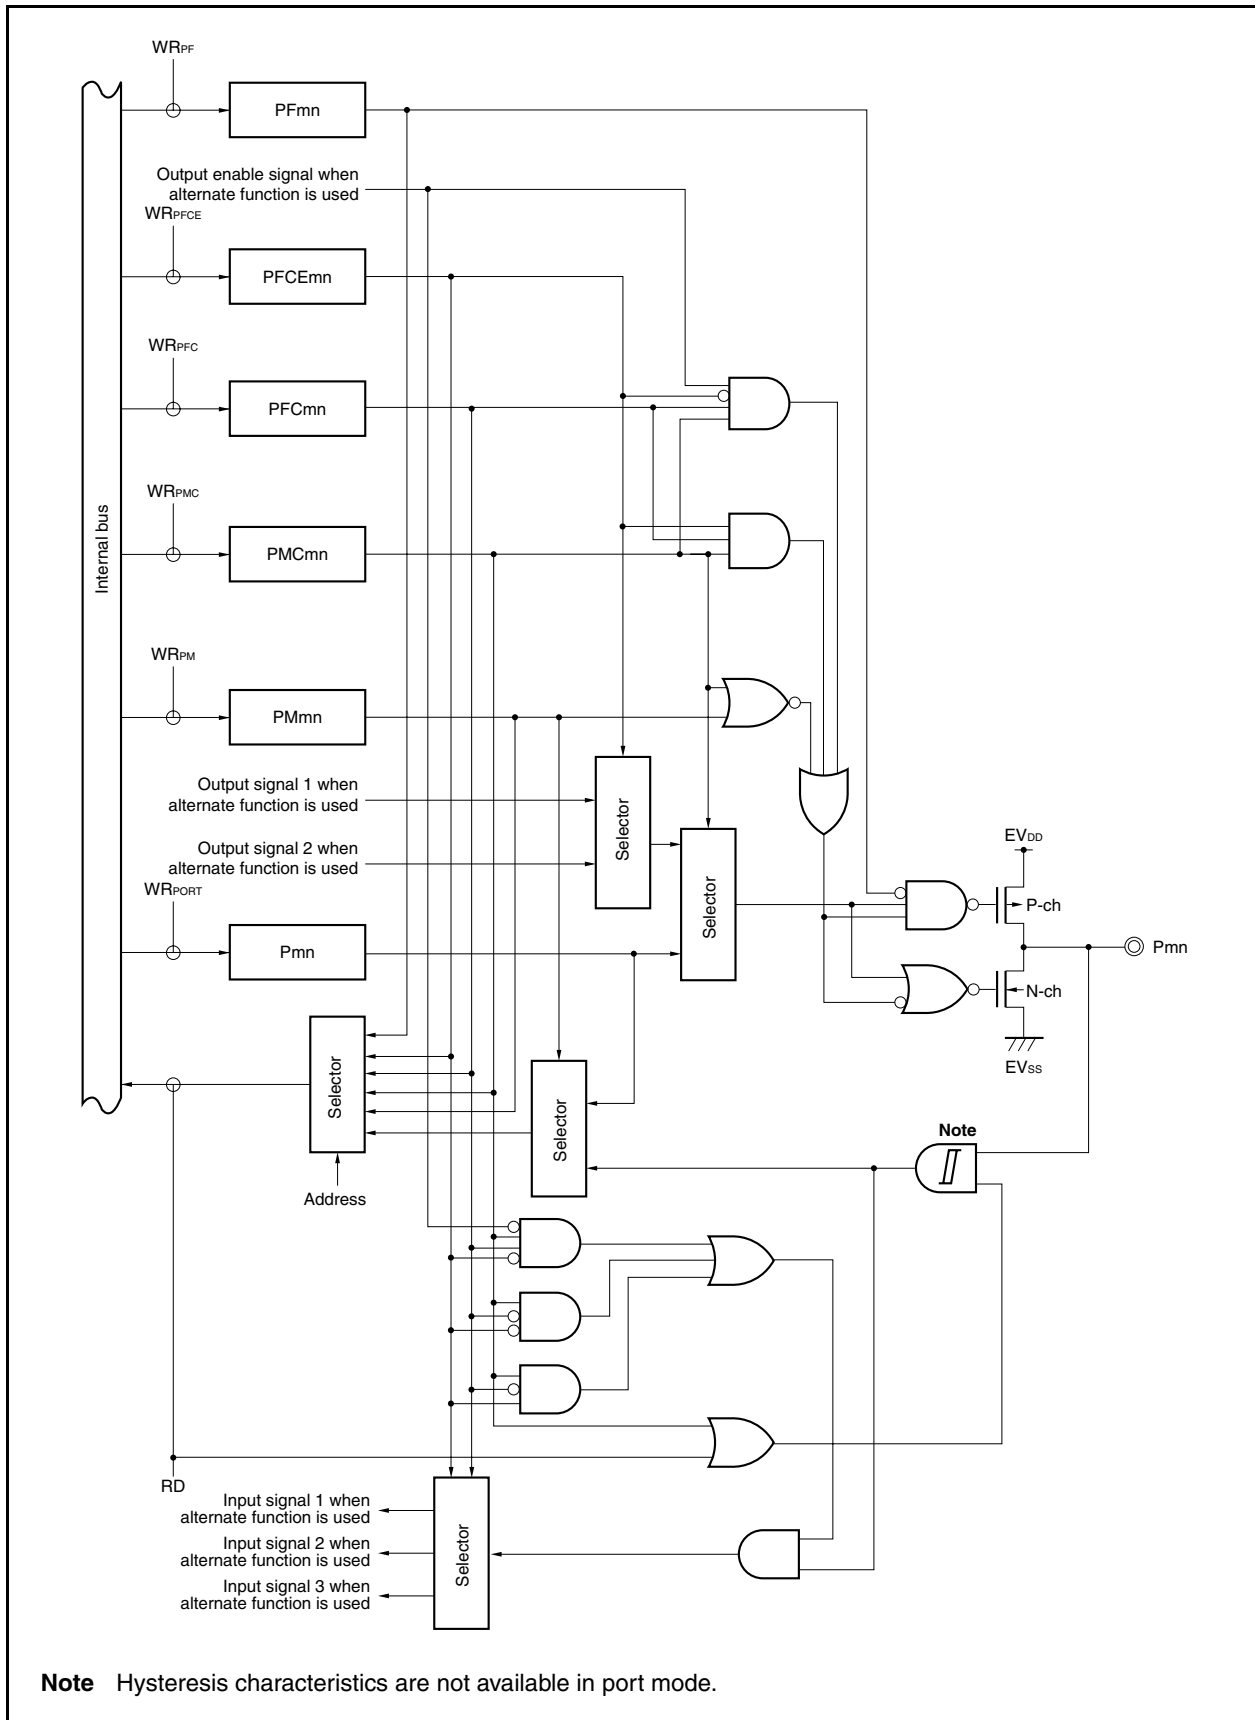 WRPF
PFmn
Output enable signal when
alternate function is used
WRPFCE
PFCEmn
WRPFC
PFCmn
WRPMC
PMCmn
Internal bus
WRPM
PMmn
Output signal 1 when
alternate function is used
Output signal 2 when
alternate function is used
Selector
Selector
WRPORT
Pmn
EVDD
P-ch
Pmn
N-ch
EVSS
Selector
Address
Selector
Note
RD
Input signal 1 when
alternate function is used
Input signal 2 when
alternate function is used
Input signal 3 when
alternate function is used
Selector
Note Hysteresis characteristics are not available in port mode.